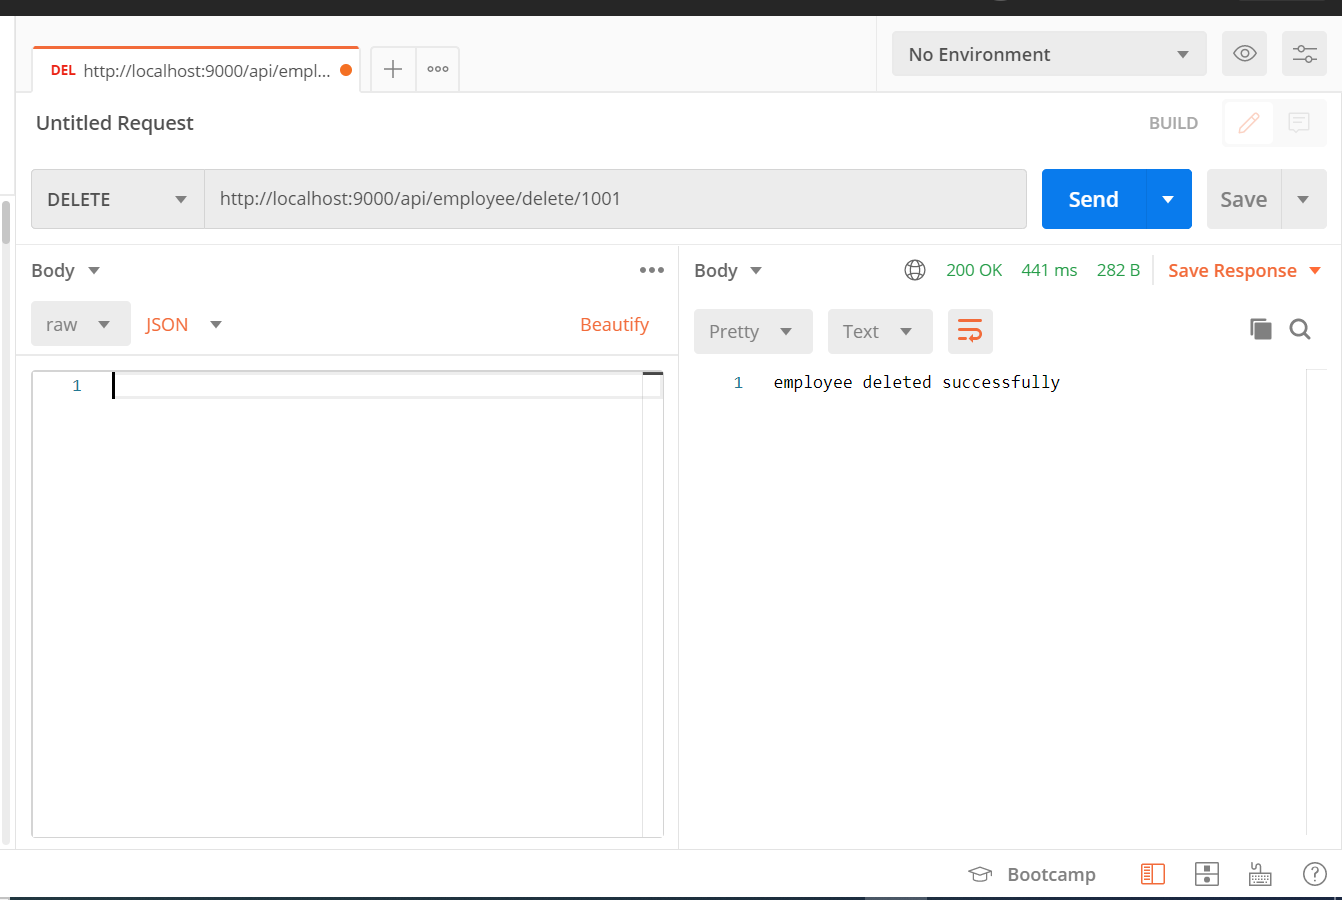 DEL http://localhost:9000/api/empl...
No Environment
Untitled Request
BUILD
DELETE
http://localhost:9000/api/employee/delete/1001
Send
Save
Body
Body
200 OK 441 ms 282 B
Save Response
raw
JSON
Beautify
Pretty
Text
1
1 employee deleted successfully
Bootcamp